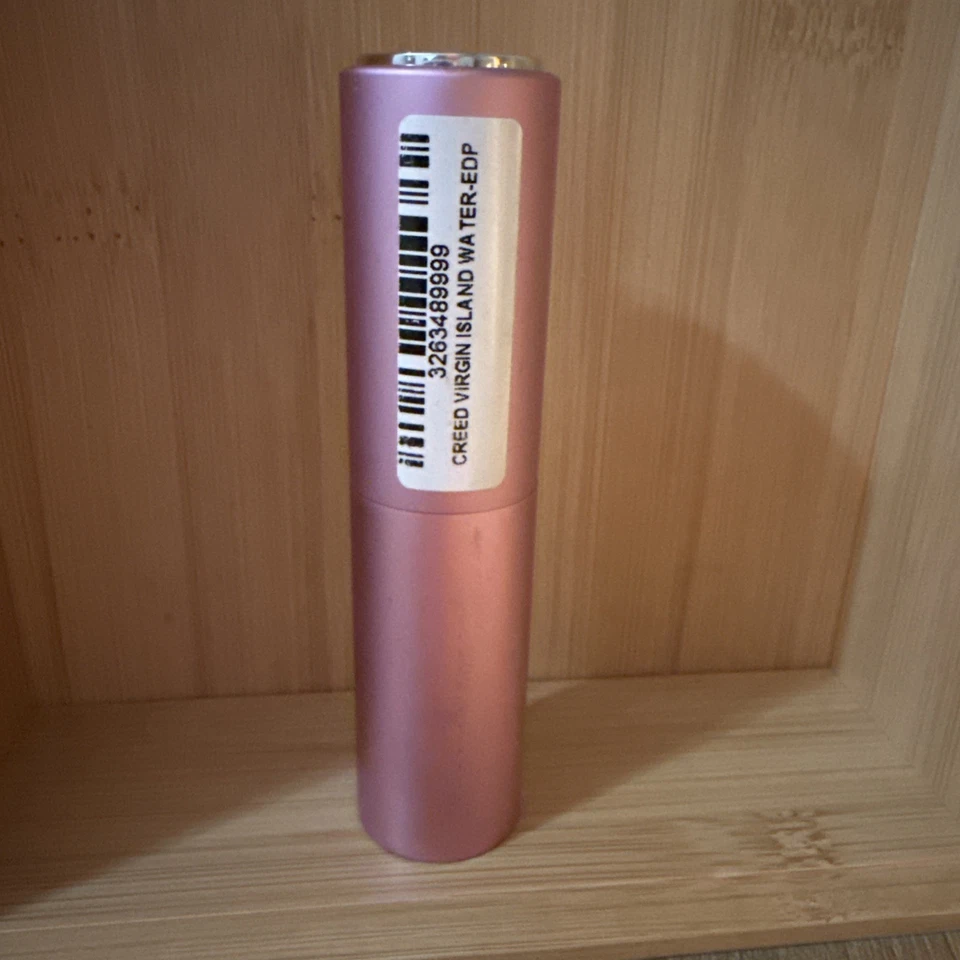 3263489999
CREED VIRGIN ISLAND WATER-EDP